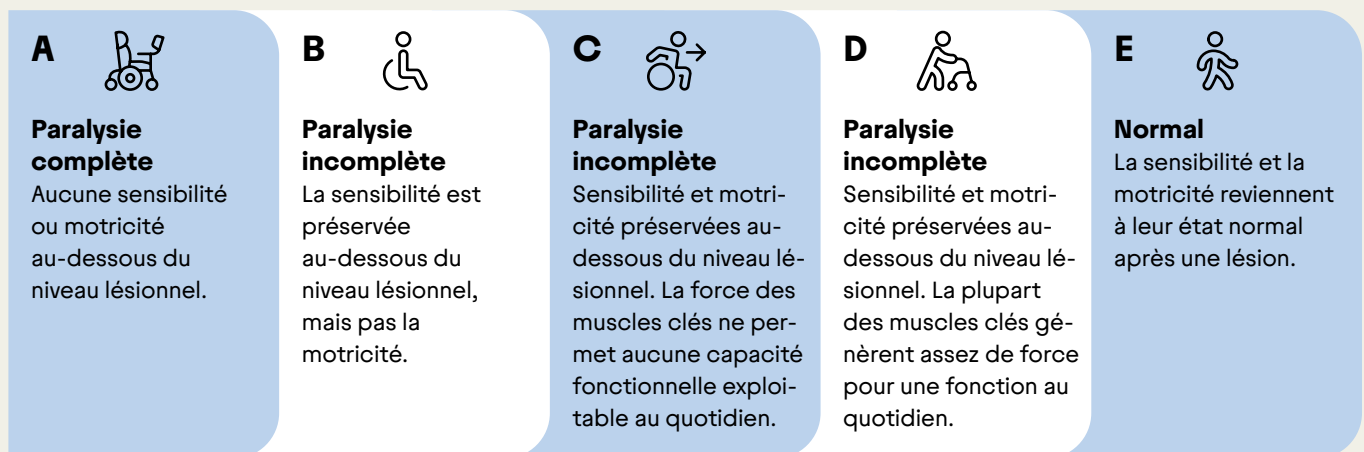 A
Paralysie
complète
Aucune sensibilité
ou motricité
au-dessous du
niveau lésionnel.
B
Paralysie
incomplète
La sensibilité est
préservée
au-dessous du
niveau lésionnel,
mais pas la
motricité.
C
Paralysie
incomplète
Sensibilité et motri-
cité préservées au-
dessous du niveau lé-
sionnel. La force des
muscles clés ne per-
met aucune capacité
fonctionnelle exploi-
table au quotidien.
D
Paralysie
incomplète
Sensibilité et motri-
cité préservées au-
dessous du niveau lé-
sionnel. La plupart
des muscles clés gé-
nèrent assez de force
pour une fonction au
quotidien.
E
Normal
La sensibilité et la
motricité reviennent
à leur état normal
après une lésion.